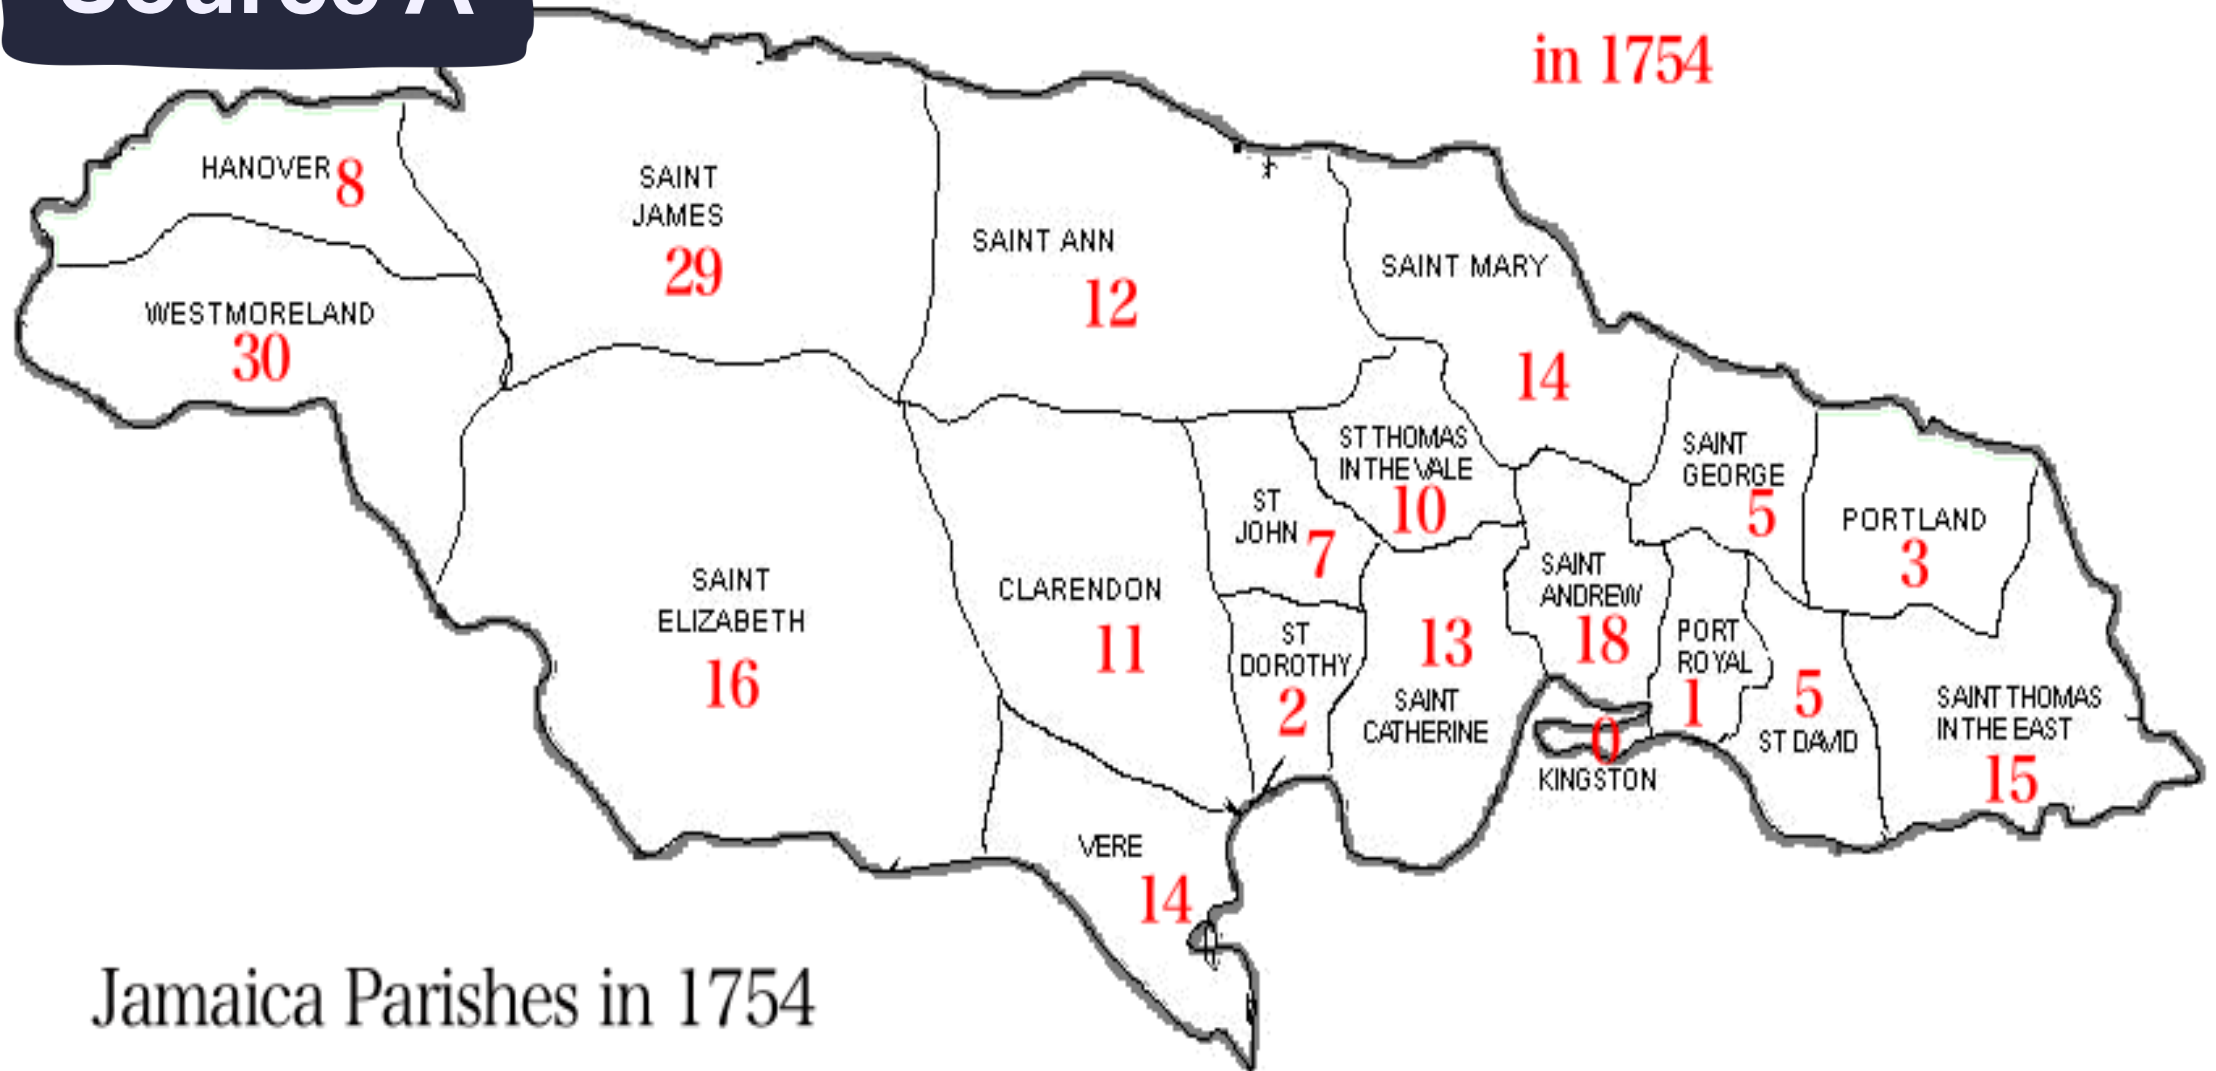 Source A
in 1754
HANOVER 8
SAINT
JAMES
29
SAINT ANN
12
SAINT MARY
14
WESTMORELAND
30
ST THOMAS
IN THE VALE
10
SAINT
GEORGE
5
PORTLAND
3
ST
JOHN 7
SAINT
ELIZABETH
16
CLARENDON
11
ST
DOROTHY
2
13
SAINT
CATHERINE
SAINT
ANDREW
18
PORT
ROYAL
1
5
ST DAVID
SAINT THOMAS
IN THE EAST
15
0
KINGSTON
VERE
14
Jamaica Parishes in 1754